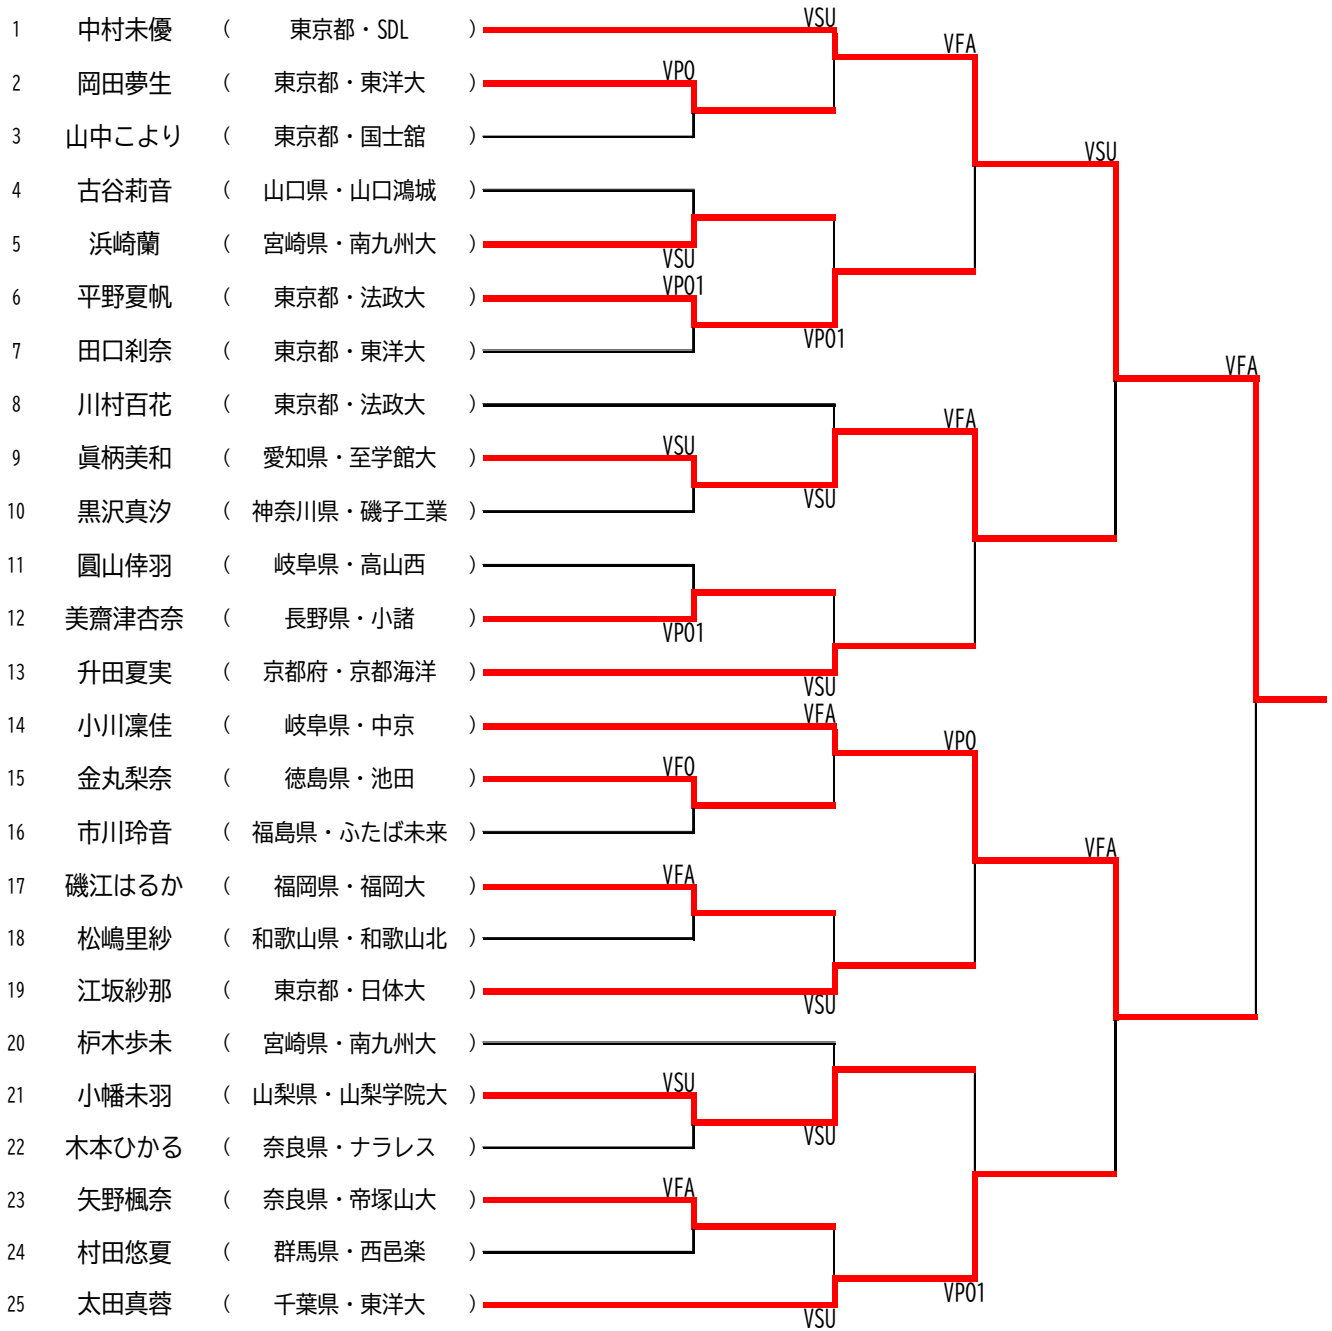 VSU
1 中村未優 ( 東京都・SDL )
VFA
VPO
2 岡田夢生 ( 東京都・東洋大 )
3 山中こより ( 東京都・国士舘 )
VSU
4 古谷莉音 ( 山口県・山口鴻城 )
5 浜崎蘭 ( 宮崎県・南九州大 )
VSU
VPO1
6 平野夏帆 ( 東京都・法政大 )
VPO1
7 田口刹奈 ( 東京都・東洋大 )
VFA
8 川村百花 ( 東京都・法政大 )
VFA
VSU
9 眞柄美和 ( 愛知県・至学館大 )
VSU
10 黒沢真汐 ( 神奈川県・磯子工業 )
11 圓山倖羽 ( 岐阜県・高山西 )
12 美齋津杏奈 ( 長野県・小諸 )
VPO1
13 升田夏実 ( 京都府・京都海洋 )
VSU
VFA
14 小川凜佳 ( 岐阜県・中京 )
VPO
VFO
15 金丸梨奈 ( 徳島県・池田 )
16 市川玲音 ( 福島県・ふたば未来 )
VFA
VFA
17 磯江はるか ( 福岡県・福岡大 )
18 松嶋里紗 ( 和歌山県・和歌山北 )
19 江坂紗那 ( 東京都・日体大 )
VSU
20 枦木歩未 ( 宮崎県・南九州大 )
VSU
21 小幡未羽 ( 山梨県・山梨学院大 )
VSU
22 木本ひかる ( 奈良県・ナラレス )
VFA
23 矢野楓奈 ( 奈良県・帝塚山大 )
24 村田悠夏 ( 群馬県・西邑楽 )
VPO1
25 太田真蓉 ( 千葉県・東洋大 )
VSU